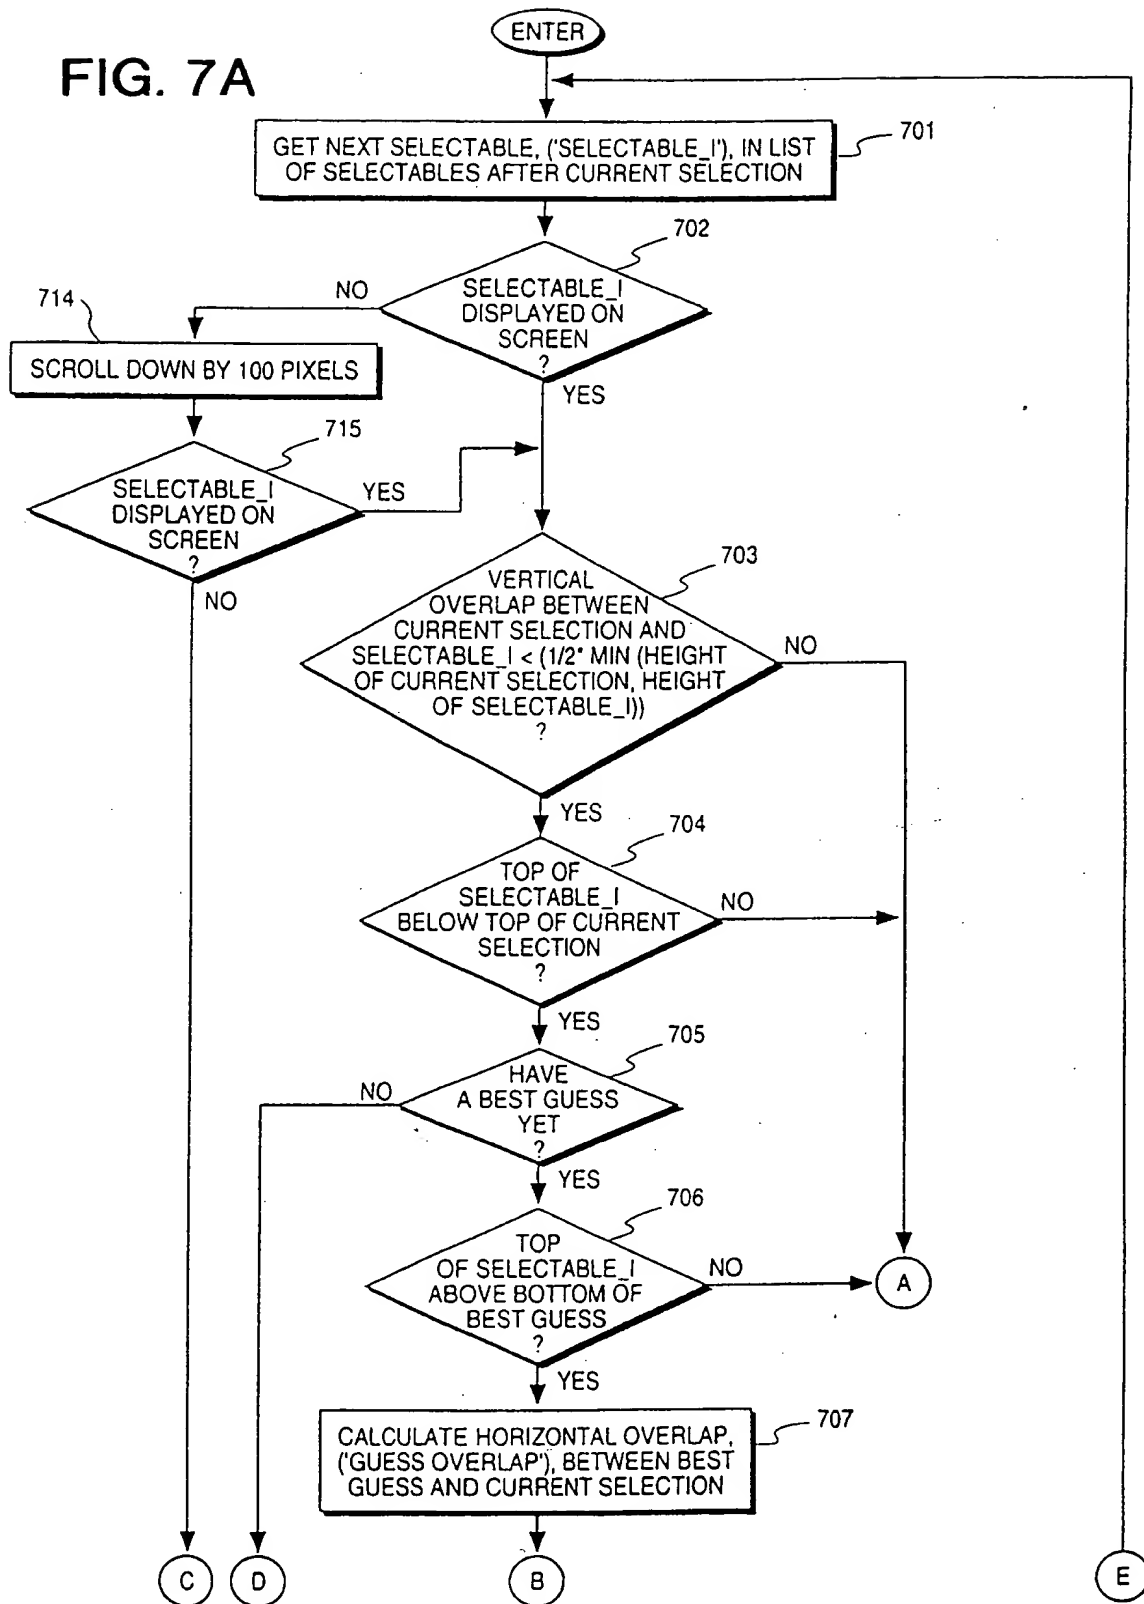 ENTER
FIG. 7A
GET NEXT SELECTABLE, ('SELECTABLE_I'), IN LIST
OF SELECTABLES AFTER CURRENT SELECTION
701
702
NO
SELECTABLE_I
DISPLAYED ON
SCREEN
?
YES
714
SCROLL DOWN BY 100 PIXELS
715
SELECTABLE_I
DISPLAYED ON
SCREEN
?
YES
NO
703
VERTICAL
OVERLAP BETWEEN
CURRENT SELECTION AND
SELECTABLE_I < (1/2* MIN (HEIGHT
OF CURRENT SELECTION, HEIGHT
OF SELECTABLE_I))
?
NO
YES
704
TOP OF
SELECTABLE_I
BELOW TOP OF CURRENT
SELECTION
?
NO
YES
705
HAVE
A BEST GUESS
YET
?
NO
YES
706
TOP
OF SELECTABLE_I
ABOVE BOTTOM OF
BEST GUESS
?
NO
A
YES
707
CALCULATE HORIZONTAL OVERLAP,
('GUESS OVERLAP'), BETWEEN BEST
GUESS AND CURRENT SELECTION
C
D
B
E